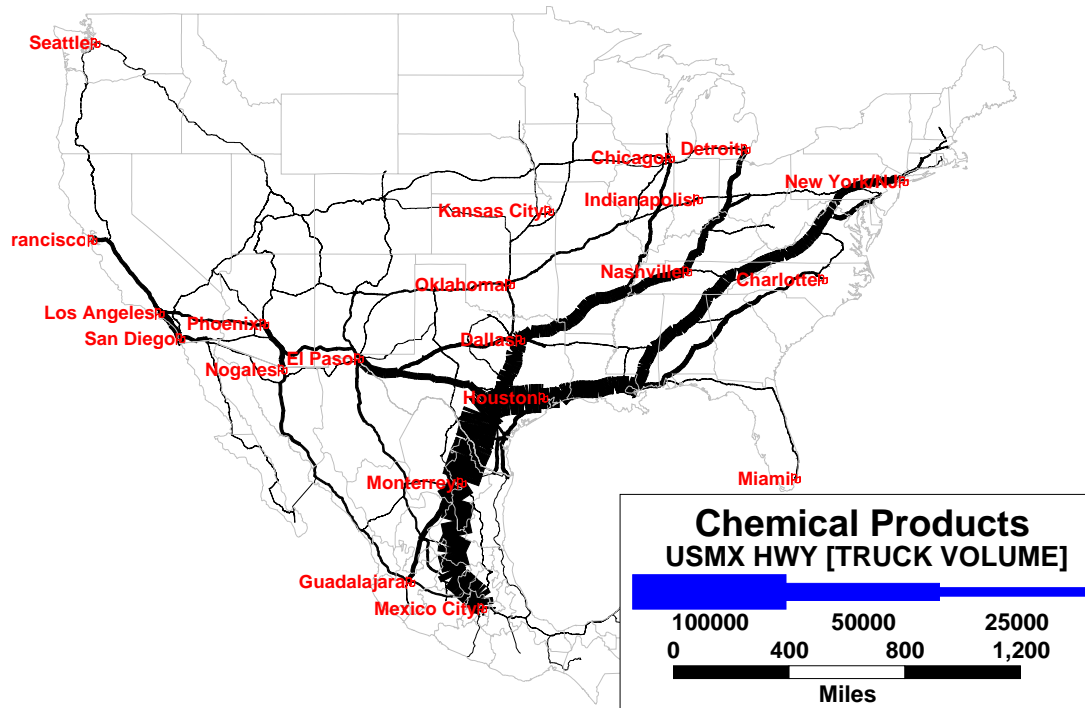 Seattle
Chicago
Detroit
New York/NJ
Indianapolis
Kansas City
rancisco
Nashville
Charlotte
Oklahoma
Los Angeles
Phoenix
San Diego
Dallas
El Paso
Nogales
Houston
Monterrey
Miami
Guadalajara
Mexico City
Chemical Products
USMX HWY [TRUCK VOLUME]
100000 50000 25000
0 400 800 1,200
Miles